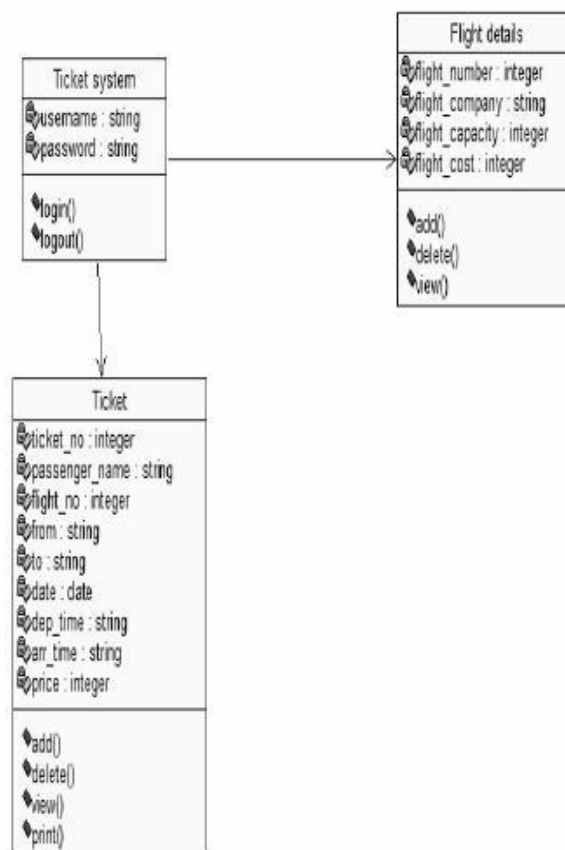 Flight details
flight_number : integer
flight_company : string
flight_capacity : integer
flight_cost : integer
add()
delete()
view()
Ticket system
username : string
password : string
login()
logout()
Ticket
ticket_no : integer
passenger_name : string
flight_no : integer
from : string
to : string
date : date
dep_time : string
arr_time : string
price : integer
add()
delete()
view()
print()